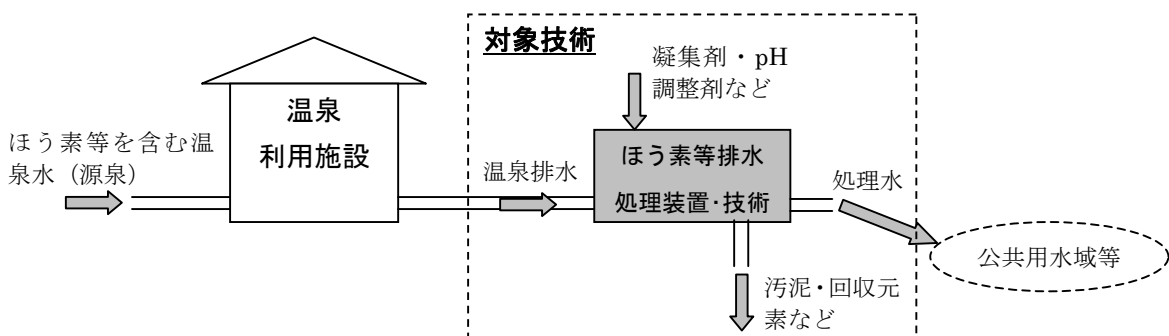 対象技術
凝集剤・pH
調整剤など
温泉
利用施設
ほう素等を含む温
泉水（源泉）
温泉排水
ほう素等排水
処理装置・技術
処理水
公共用水域等
汚泥・回収元
素など